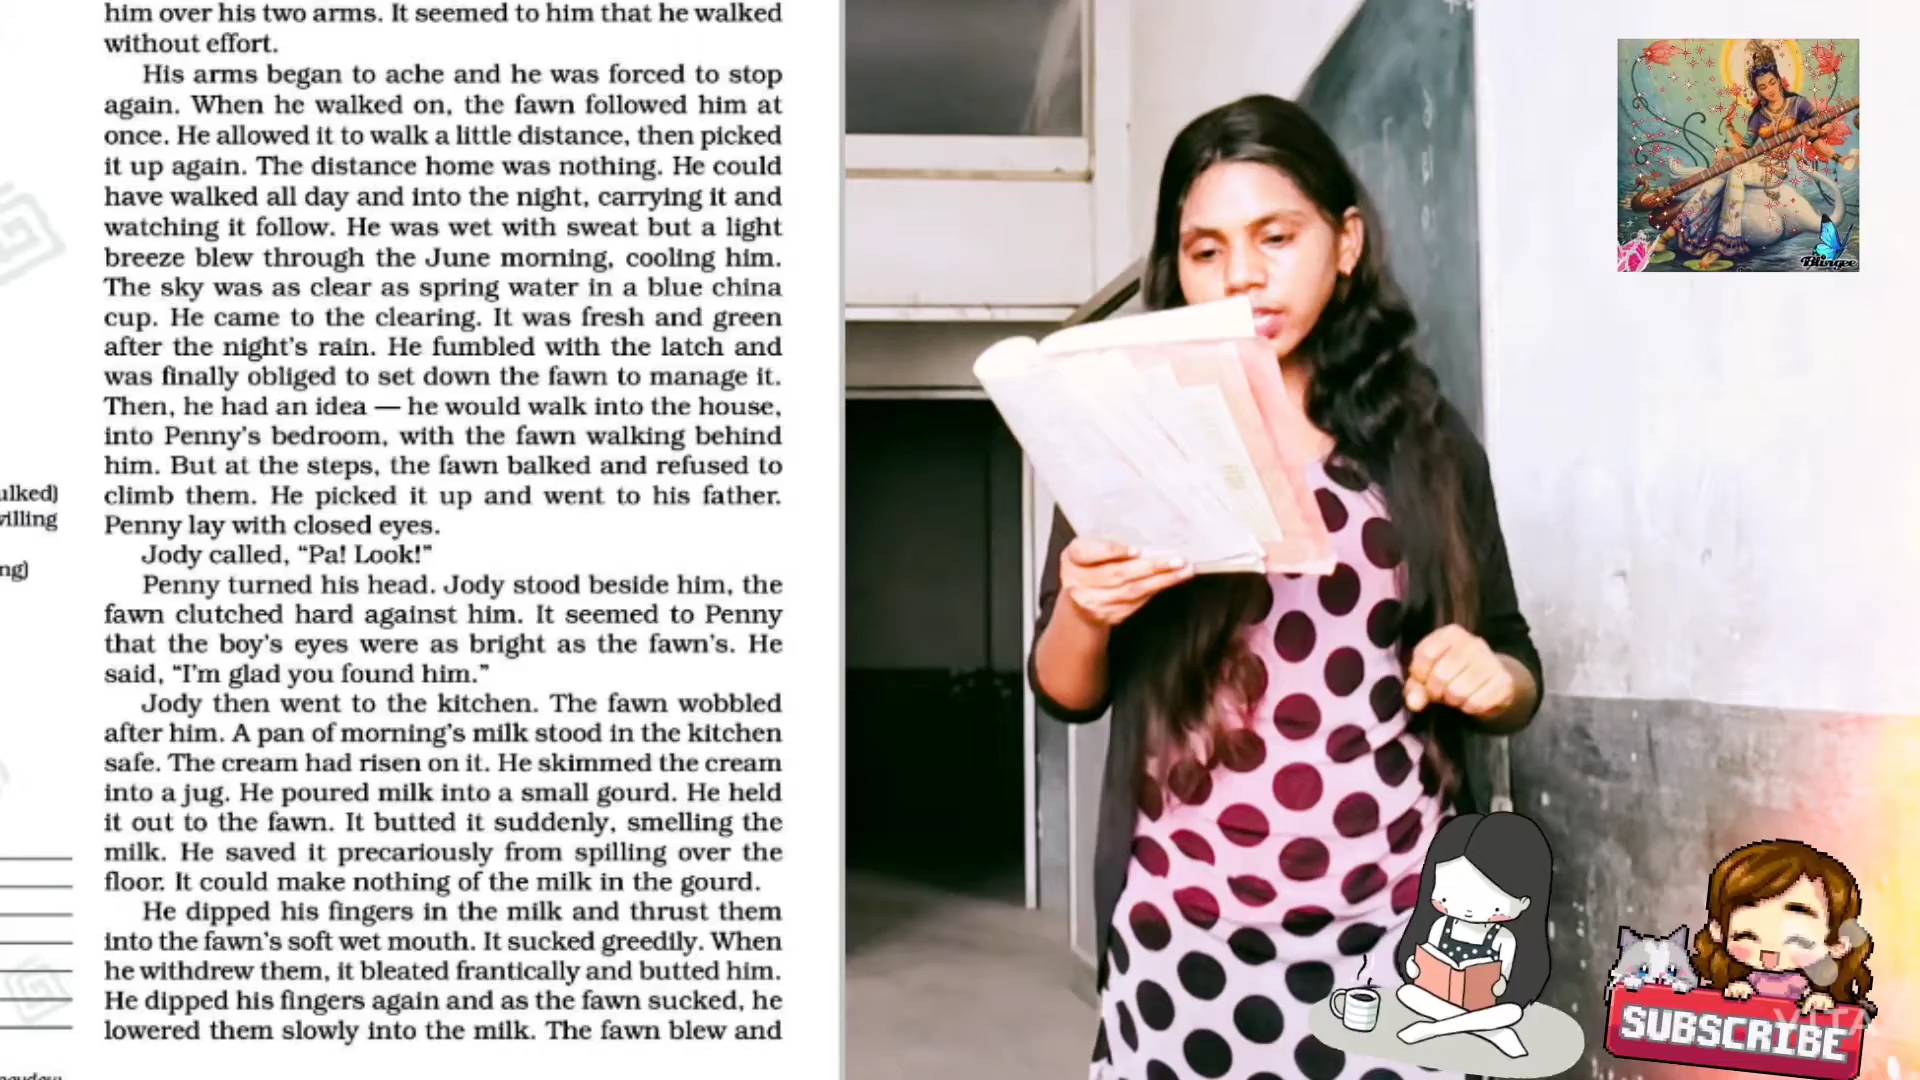 him over his two arms. It seemed to him that he walked
without effort.
His arms began to ache and he was forced to stop
again. When he walked on, the fawn followed him at
once. He allowed it to walk a little distance, then picked
it up again. The distance home was nothing. He could
have walked all day and into the night, carrying it and
watching it follow. He was wet with sweat but a light
breeze blew through the June morning, cooling him.
The sky was as clear as spring water in a blue china
cup. He came to the clearing. It was fresh and green
after the night's rain. He fumbled with the latch and
was finally obliged to set down the fawn to manage it.
Then, he had an idea — he would walk into the house,
into Penny's bedroom, with the fawn walking behind
him. But at the steps, the fawn balked and refused to
climb them. He picked it up and went to his father.
Penny lay with closed eyes.
Jody called, “Pa! Look!”
Penny turned his head. Jody stood beside him, the
fawn clutched hard against him. It seemed to Penny
that the boy's eyes were as bright as the fawn's. He
said, “I'm glad you found him.”
Jody then went to the kitchen. The fawn wobbled
after him. A pan of morning's milk stood in the kitchen
safe. The cream had risen on it. He skimmed the cream
into a jug. He poured milk into a small gourd. He held
it out to the fawn. It butted it suddenly, smelling the
milk. He saved it precariously from spilling over the
floor. It could make nothing of the milk in the gourd.
He dipped his fingers in the milk and thrust them
into the fawn's soft wet mouth. It sucked greedily. When
he withdrew them, it bleated frantically and butted him.
He dipped his fingers again and as the fawn sucked, he
lowered them slowly into the milk. The fawn blew and
ulked)
villing
ng)
Blingee
SUBSCRIBE
VITA